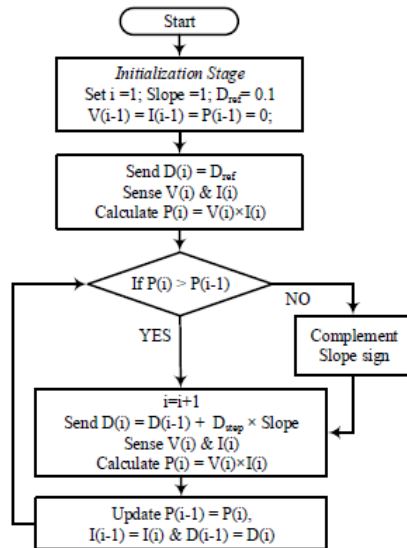 Start
Initialization Stage
Set i =1; Slope =1; Dref= 0.1
V(i-1) = I(i-1) = P(i-1) = 0;
Send D(i) = Dref
Sense V(i) & I(i)
Calculate P(i) = V(i)×I(i)
If P(i) > P(i-1)
NO
YES
Complement
Slope sign
i=i+1
Send D(i) = D(i-1) + Dstep × Slope
Sense V(i) & I(i)
Calculate P(i) = V(i)×I(i)
Update P(i-1) = P(i),
I(i-1) = I(i) & D(i-1) = D(i)